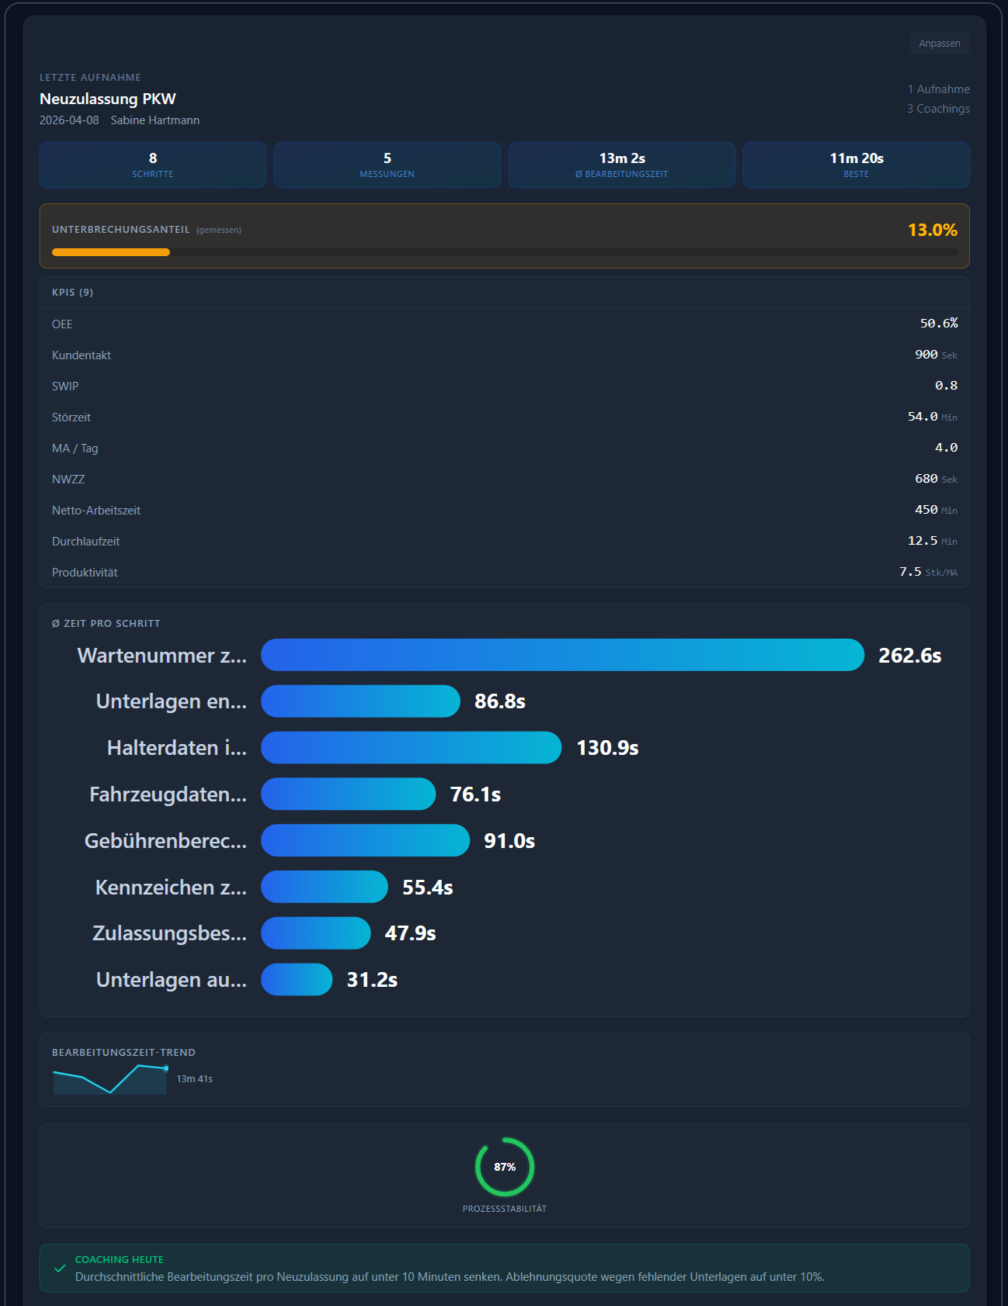 Anpassen
LETZTE AUFNAHME
Neuzulassung PKW
2026-04-08 Sabine Hartmann
1 Aufnahme
3 Coachings
8
SCHRITTE
5
MESSUNGEN
13m 2s
Ø BEARBEITUNGSZEIT
11m 20s
BESTE
UNTERBRECHUNGSANTEIL (gemessen)
13.0%
KPIS (9)
OEE 50.6%
Kundentakt 900 Sek
SWIP 0.8
Störzeit 54.0 Min
MA / Tag 4.0
NWZZ 680 Sek
Netto-Arbeitszeit 450 Min
Durchlaufzeit 12.5 Min
Produktivität 7.5 Stk/MA
Ø ZEIT PRO SCHRITT
Wartenummer z... 262.6s
Unterlagen en... 86.8s
Halterdaten i... 130.9s
Fahrzeugdaten... 76.1s
Gebührenberec... 91.0s
Kennzeichen z... 55.4s
Zulassungsbes... 47.9s
Unterlagen au... 31.2s
BEARBEITUNGSZEIT-TREND
13m 41s
87%
PROZESSSTABILITÄT
COACHING HEUTE
Durchschnittliche Bearbeitungszeit pro Neuzulassung auf unter 10 Minuten senken. Ablehnungsquote wegen fehlender Unterlagen auf unter 10%.